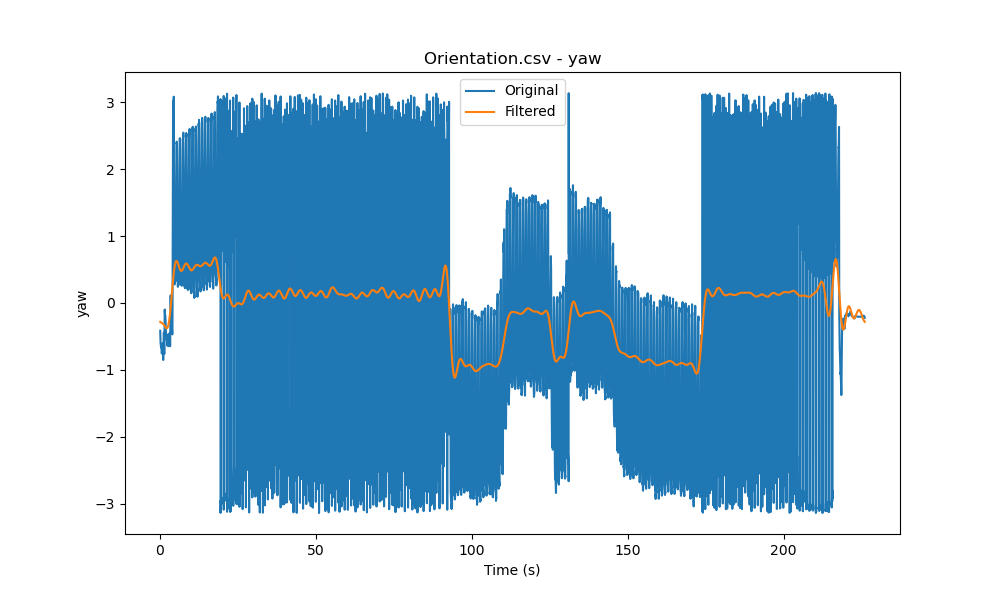 Orientation.csv - yaw
Original
Filtered
yaw
3
2
1
0
−1
−2
−3
0
50
100
150
200
Time (s)